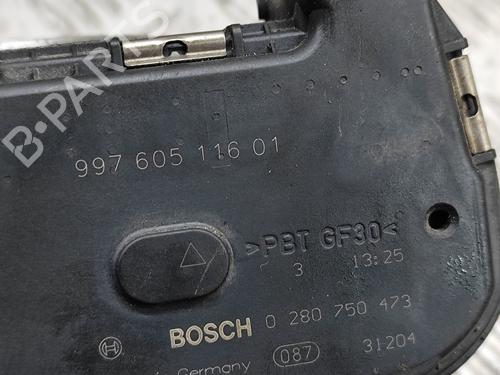 B-PARTS
997 605 116 01
>PBT GF30<
3 13:25
BOSCH 0 280 750 473
Germany 087 31204